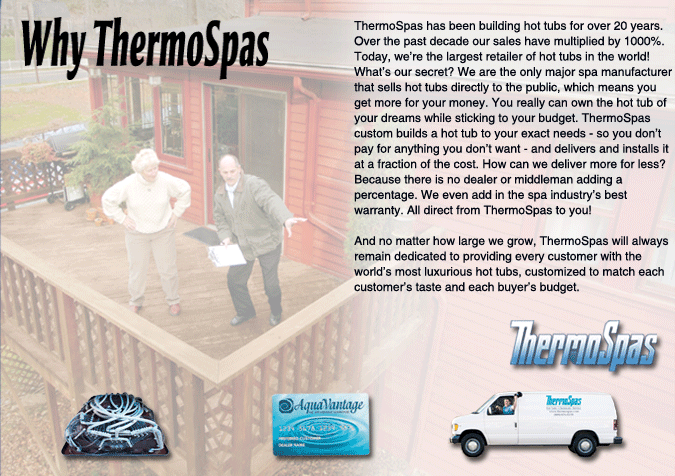 Why ThermoSpas
ThermoSpas has been building hot tubs for over 20 years.
Over the past decade our sales have multiplied by 1000%.
Today, we're the largest retailer of hot tubs in the world!
What's our secret? We are the only major spa manufacturer
that sells hot tubs directly to the public, which means you
get more for your money. You really can own the hot tub of
your dreams while sticking to your budget. ThermoSpas
custom builds a hot tub to your exact needs - so you don't
pay for anything you don't want - and delivers and installs it
at a fraction of the cost. How can we deliver more for less?
Because there is no dealer or middleman adding a
percentage. We even add in the spa industry's best
warranty. All direct from ThermoSpas to you!
And no matter how large we grow, ThermoSpas will always
remain dedicated to providing every customer with the
world's most luxurious hot tubs, customized to match each
customer's taste and each buyer's budget.
ThermoSpas
AquaVantage
PREFERRED CUSTOMER
DEALER NAME
ThermoSpas